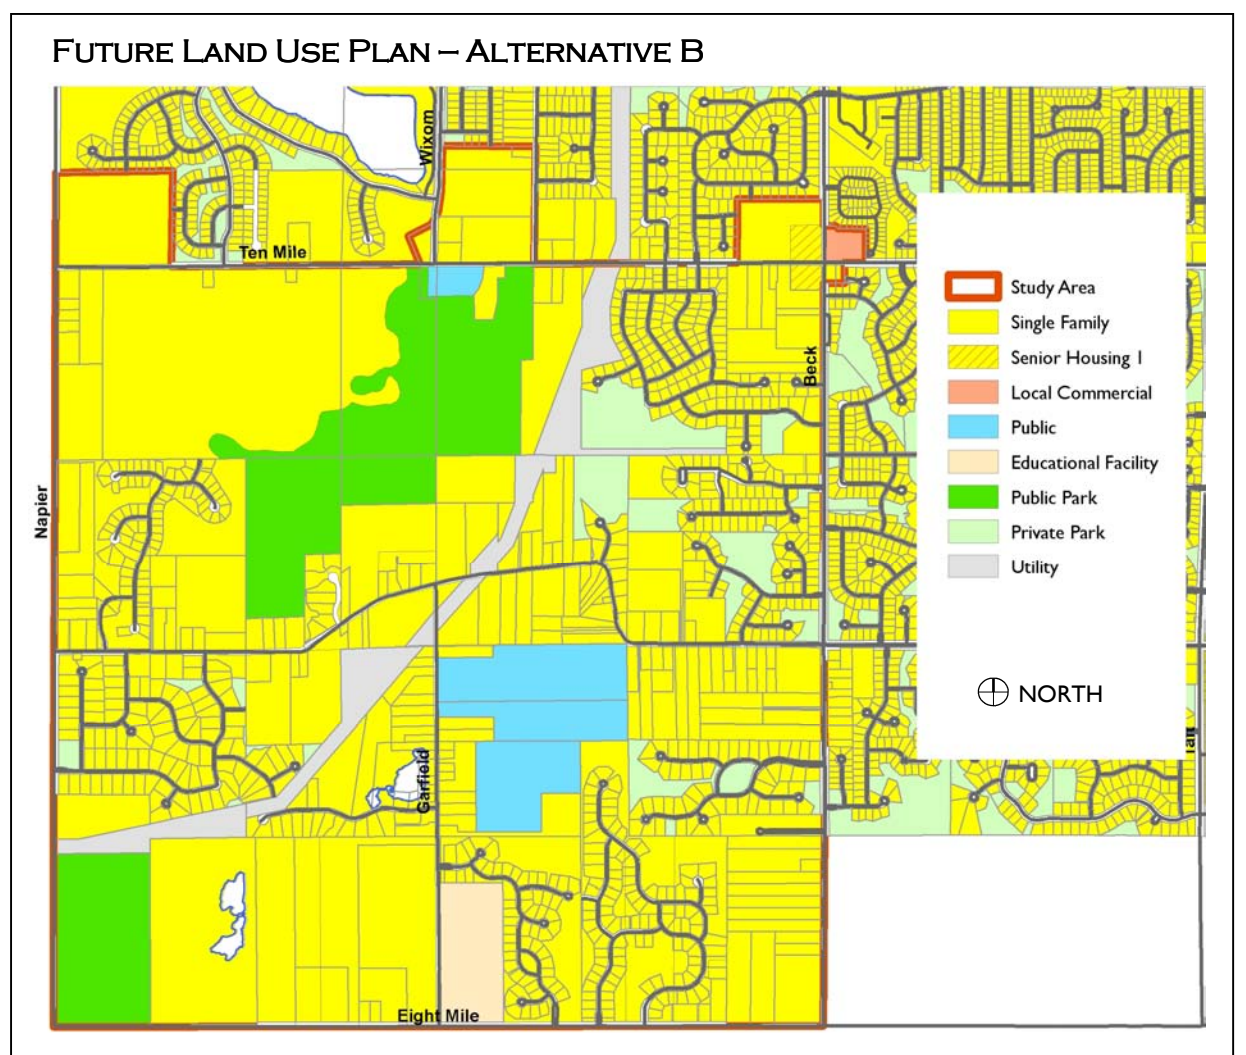 FUTURE LAND USE PLAN – ALTERNATIVE B
Wixom
Ten Mile
Beck
Napier
Garfield
Eight Mile
Study Area
Single Family
Senior Housing 1
Local Commercial
Public
Educational Facility
Public Park
Private Park
Utility
NORTH